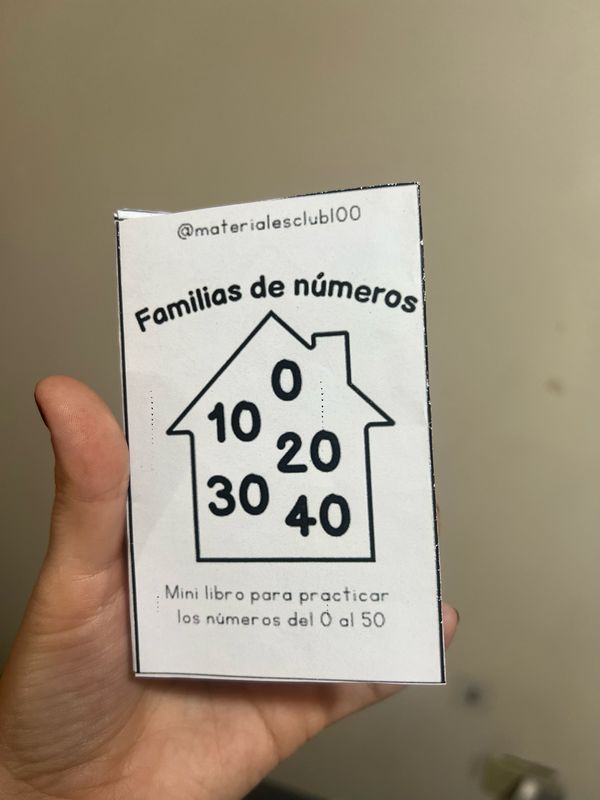 @materialesclub100
Familias de números
0
10
20
30
40
Mini libro para practicar
los números del 0 al 50